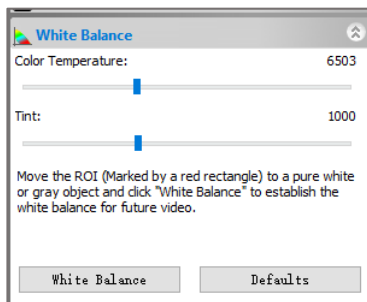 White Balance
Color Temperature: 6503
Tint: 1000
Move the ROI (Marked by a red rectangle) to a pure white
or gray object and click "White Balance" to establish the
white balance for future video.
White Balance Defaults